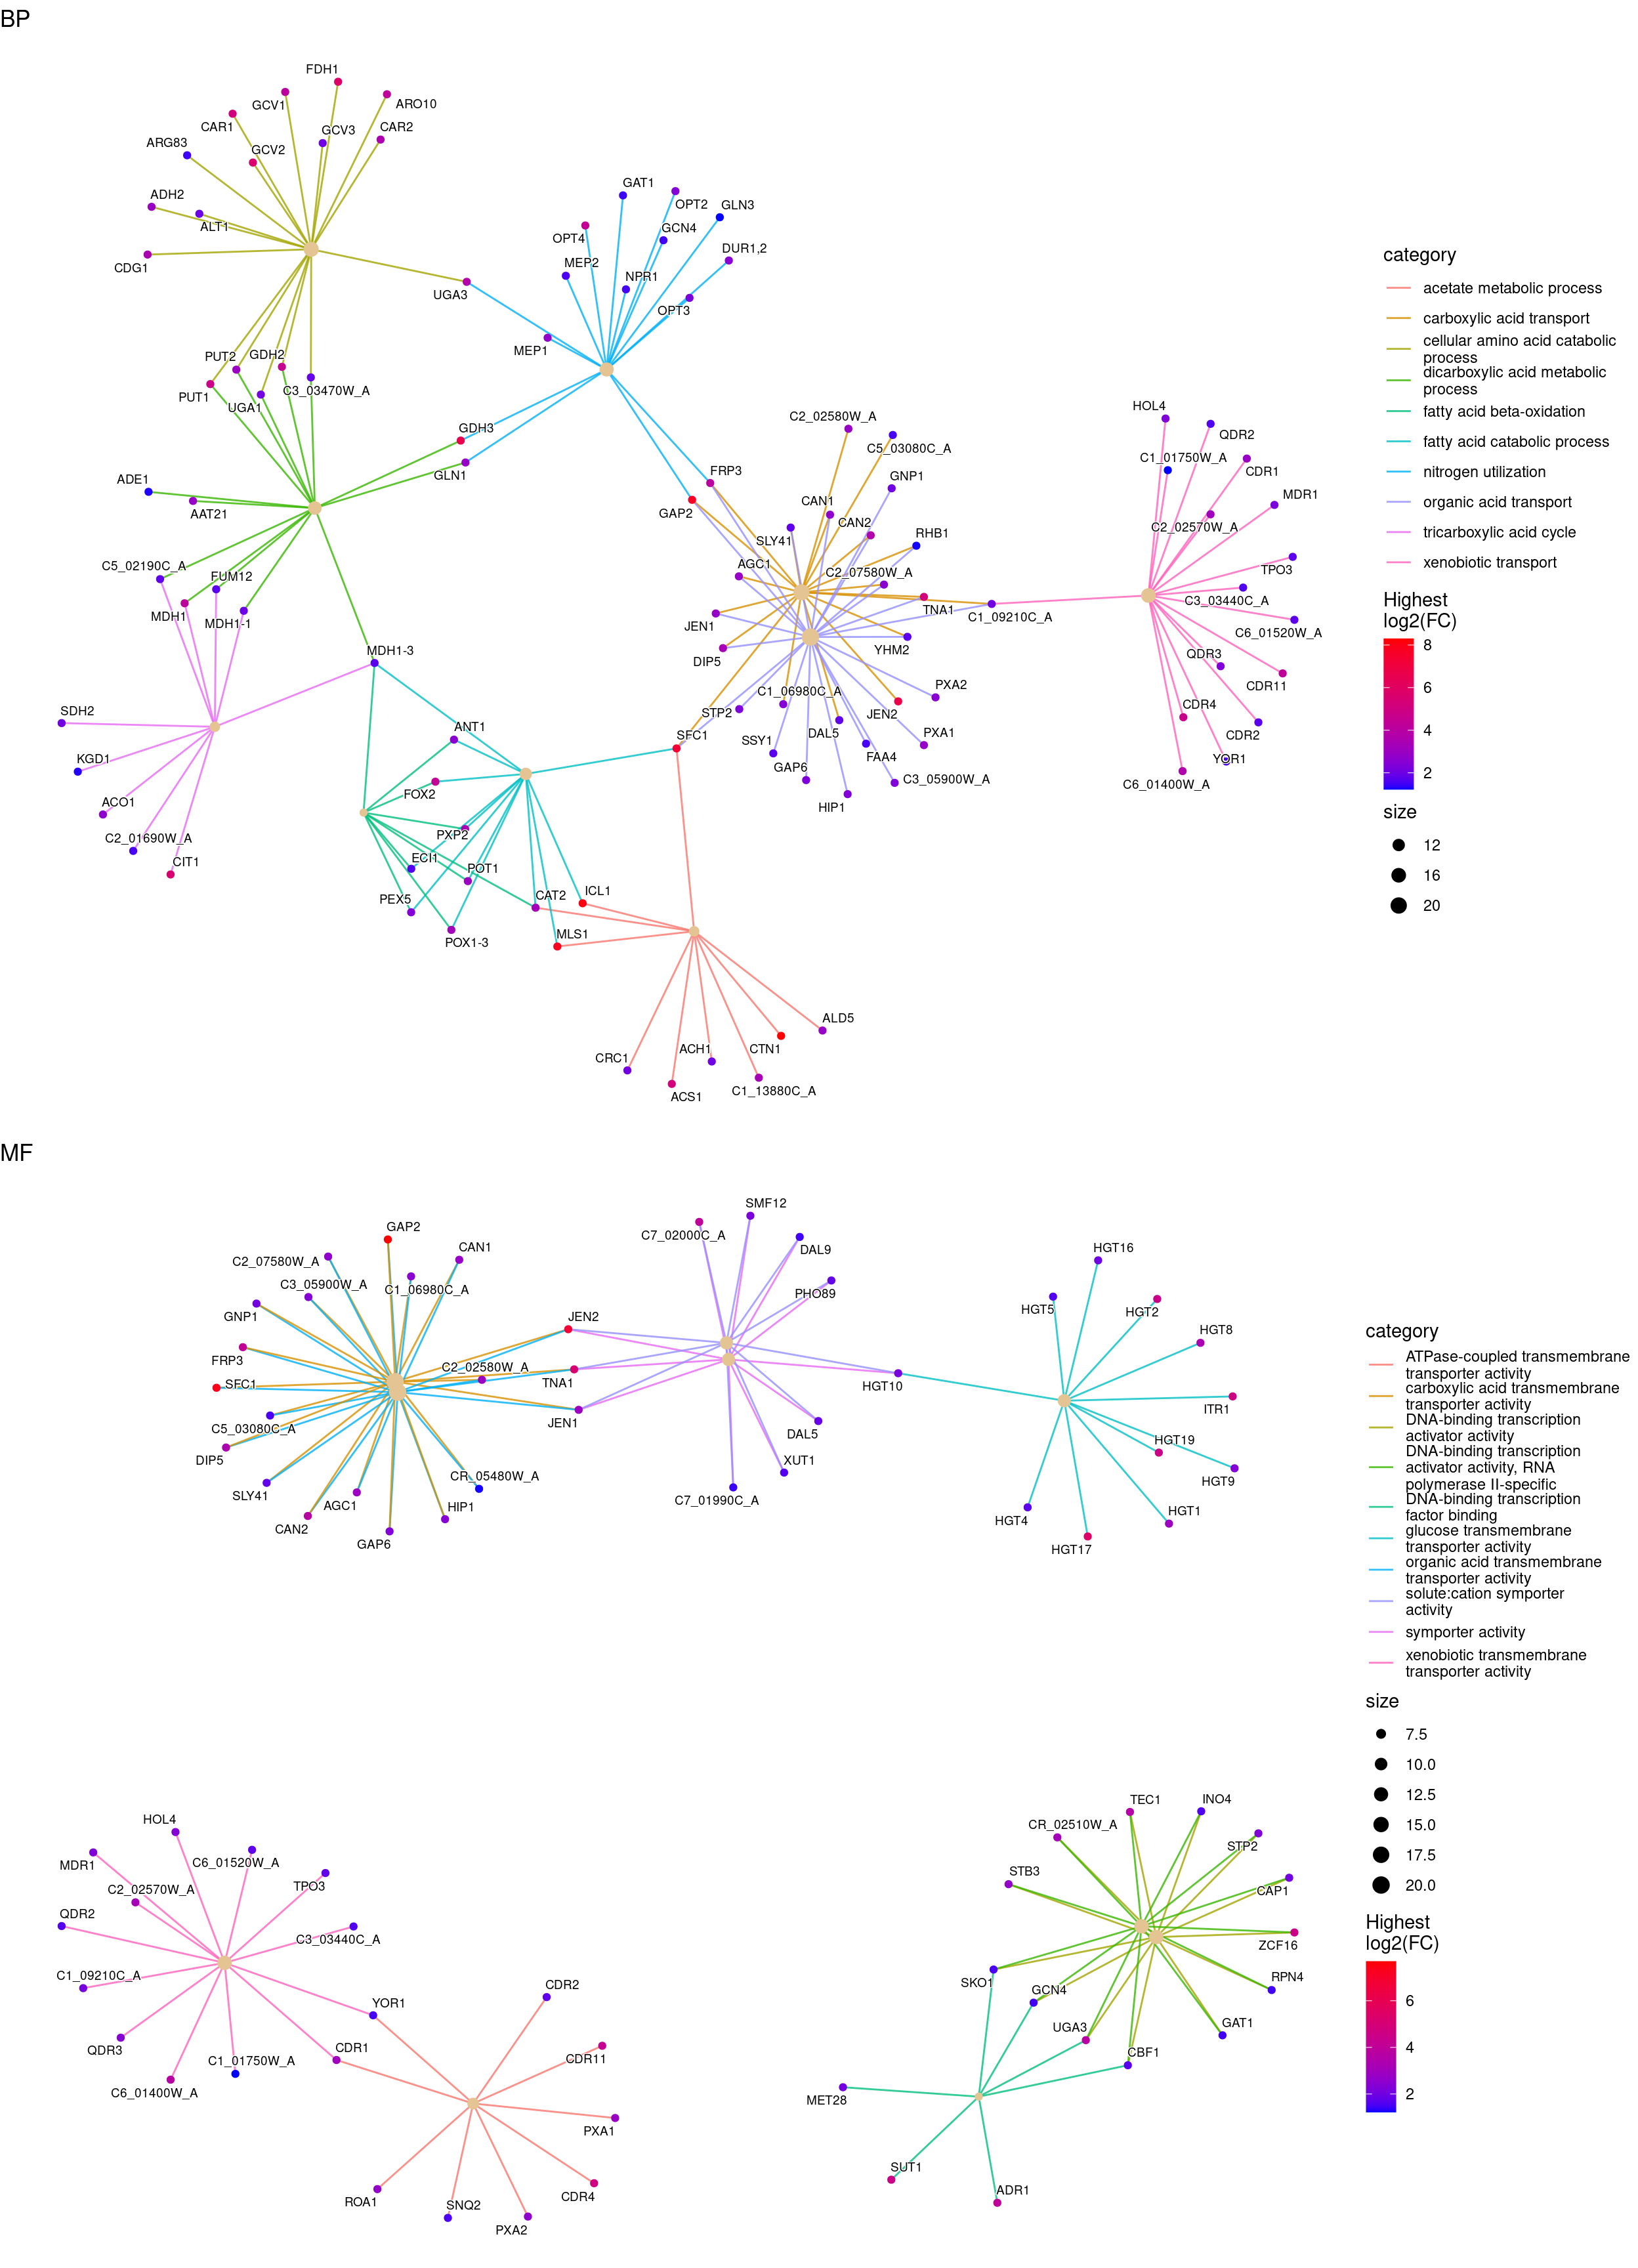 BP
FDH1
GCV1
ARO10
CAR1
GCV3
CAR2
ARG83
GCV2
ADH2
ALT1
CDG1
UGA3
GAT1
OPT2
GLN3
OPT4
GCN4
DUR1,2
MEP2
NPR1
OPT3
MEP1
PUT2
GDH2
C3_03470W_A
PUT1
UGA1
GDH3
GLN1
ADE1
AAT21
C5_02190C_A
FUM12
MDH1
MDH1-1
MDH1-3
SDH2
KGD1
ACO1
C2_01690W_A
CIT1
ANT1
FOX2
PXP2
ECI1
POT1
PEX5
POX1-3
CAT2
ICL1
MLS1
SFC1
CRC1
ACS1
ACH1
C1_13880C_A
CTN1
ALD5
FRP3
GAP2
C2_02580W_A
C5_03080C_A
GNP1
CAN1
CAN2
SLY41
RHB1
AGC1
C2_07580W_A
TNA1
C1_09210C_A
JEN1
YHM2
DIP5
PXA2
C1_06980C_A
STP2
JEN2
DAL5
PXA1
SSY1
FAA4
GAP6
C3_05900W_A
HIP1
HOL4
QDR2
C1_01750W_A
CDR1
MDR1
C2_02570W_A
TPO3
C3_03440C_A
C6_01520W_A
QDR3
CDR11
CDR4
CDR2
YOR1
C6_01400W_A
category
acetate metabolic process
carboxylic acid transport
cellular amino acid catabolic
process
dicarboxylic acid metabolic
process
fatty acid beta-oxidation
fatty acid catabolic process
nitrogen utilization
organic acid transport
tricarboxylic acid cycle
xenobiotic transport
Highest
log2(FC)
8
6
4
2
size
12
16
20
MF
GAP2
C2_07580W_A
CAN1
C3_05900W_A
C1_06980C_A
GNP1
FRP3
SFC1
C2_02580W_A
C5_03080C_A
DIP5
SLY41
CAN2
AGC1
GAP6
HIP1
CR_05480W_A
JEN2
TNA1
JEN1
C7_02000C_A
SMF12
DAL9
PHO89
HGT10
DAL5
XUT1
C7_01990C_A
HGT16
HGT5
HGT2
HGT8
ITR1
HGT19
HGT9
HGT4
HGT1
HGT17
HOL4
MDR1
C6_01520W_A
TPO3
C2_02570W_A
QDR2
C3_03440C_A
C1_09210C_A
YOR1
QDR3
CDR1
C1_01750W_A
C6_01400W_A
CDR2
CDR11
PXA1
CDR4
ROA1
SNQ2
PXA2
TEC1
INO4
CR_02510W_A
STP2
STB3
CAP1
ZCF16
SKO1
GCN4
RPN4
UGA3
GAT1
CBF1
MET28
SUT1
ADR1
category
ATPase-coupled transmembrane
transporter activity
carboxylic acid transmembrane
transporter activity
DNA-binding transcription
activator activity
DNA-binding transcription
activator activity, RNA
polymerase II-specific
DNA-binding transcription
factor binding
glucose transmembrane
transporter activity
organic acid transmembrane
transporter activity
solute:cation symporter
activity
symporter activity
xenobiotic transmembrane
transporter activity
size
7.5
10.0
12.5
15.0
17.5
20.0
Highest
log2(FC)
6
4
2